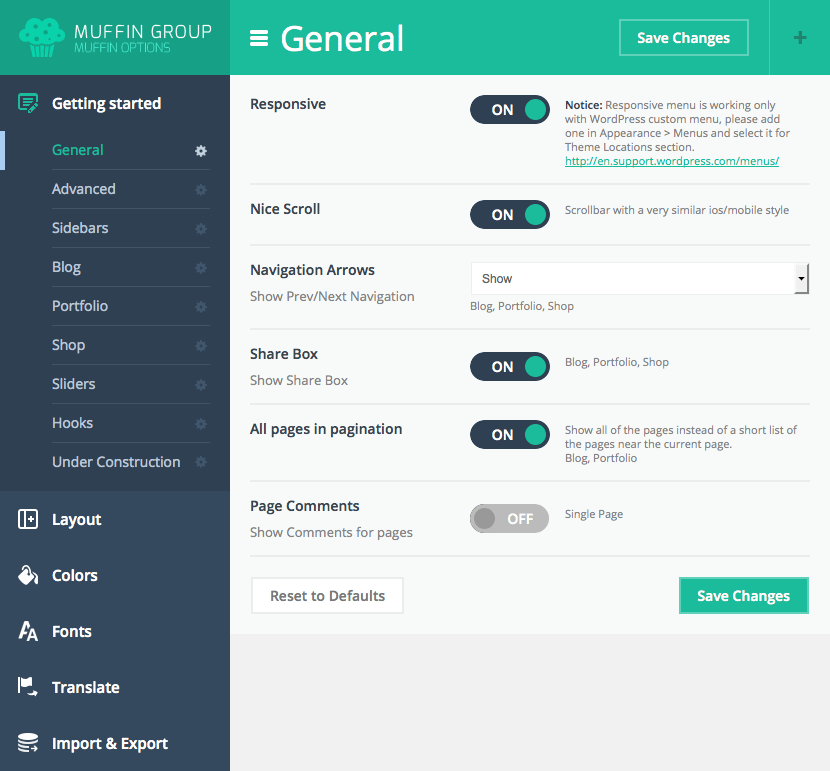 MUFFIN GROUP
MUFFIN OPTIONS
General
Save Changes
+
Getting started
General
Advanced
Sidebars
Blog
Portfolio
Shop
Sliders
Hooks
Under Construction
Layout
Colors
Fonts
Translate
Import & Export
Responsive
ON
Notice: Responsive menu is working only
with WordPress custom menu, please add
one in Appearance > Menus and select it for
Theme Locations section.
http://en.support.wordpress.com/menus/
Nice Scroll
ON
Scrollbar with a very similar ios/mobile style
Navigation Arrows
Show Prev/Next Navigation
Show
Blog, Portfolio, Shop
Share Box
Show Share Box
ON
Blog, Portfolio, Shop
All pages in pagination
ON
Show all of the pages instead of a short list of
the pages near the current page.
Blog, Portfolio
Page Comments
Show Comments for pages
OFF
Single Page
Reset to Defaults
Save Changes